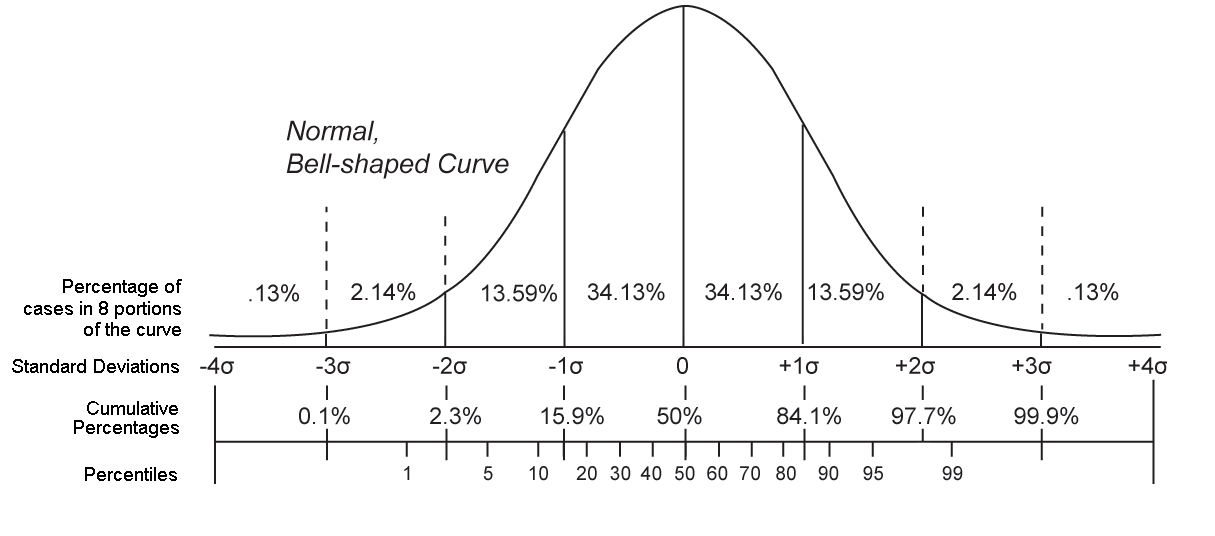 Normal,
Bell-shaped Curve
Percentage of
cases in 8 portions
of the curve
.13% 2.14% 13.59% 34.13% 34.13% 13.59% 2.14% .13%
Standard Deviations -4σ -3σ -2σ -1σ 0 +1σ +2σ +3σ +4σ
Cumulative
Percentages
0.1% 2.3% 15.9% 50% 84.1% 97.7% 99.9%
Percentiles 1 5 10 20 30 40 50 60 70 80 90 95 99